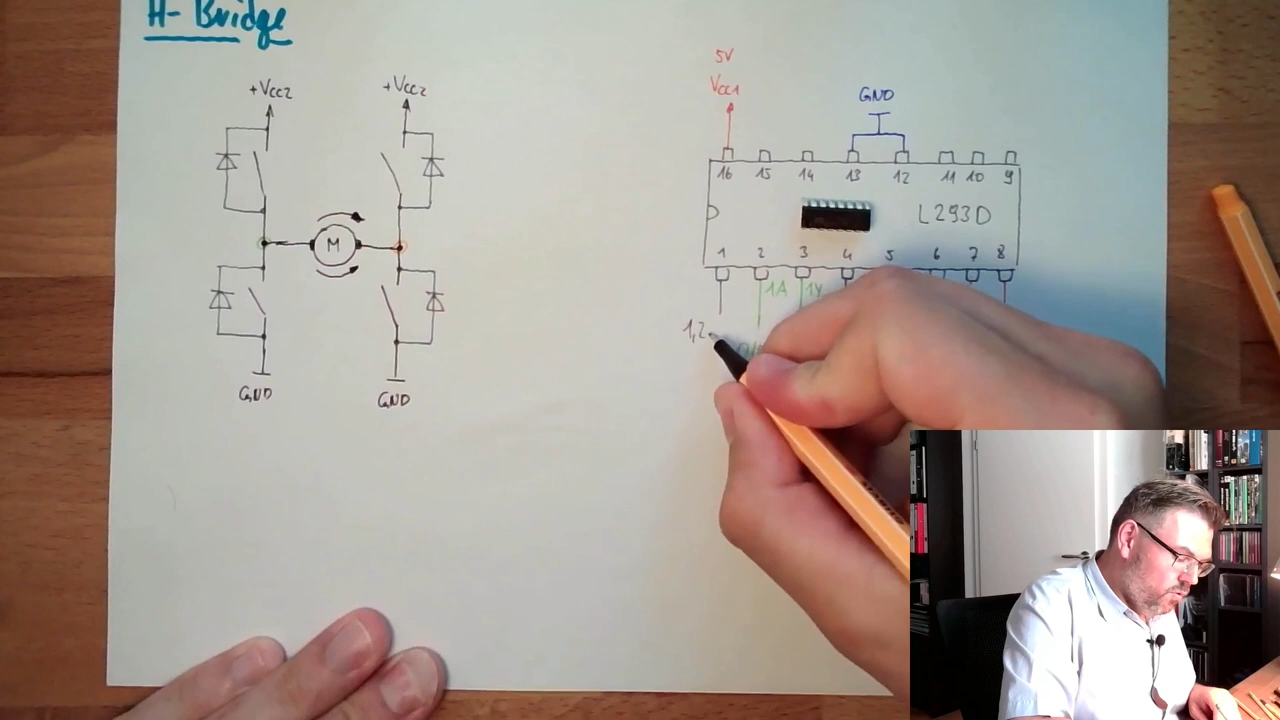 H-Bridge
+VCC2 +VCC2
M
GND GND
5V
VCC1
GND
16 15 14 13 12 11 10 9
L293D
1 2 3 4 5 6 7 8
1A 1Y
1,2